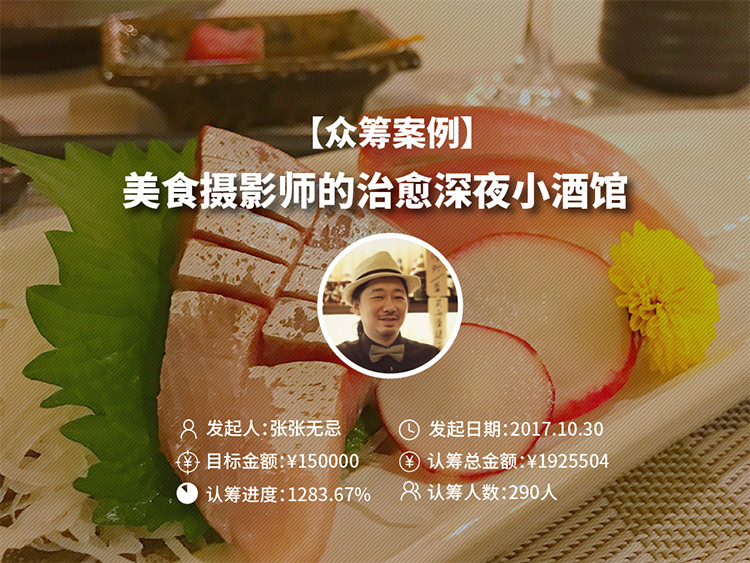 【众筹案例】
美食摄影师的治愈深夜小酒馆
发起人:张张无忌
发起日期:2017.10.30
目标金额:¥150000
认筹总金额:¥1925504
认筹进度:1283.67%
认筹人数:290人